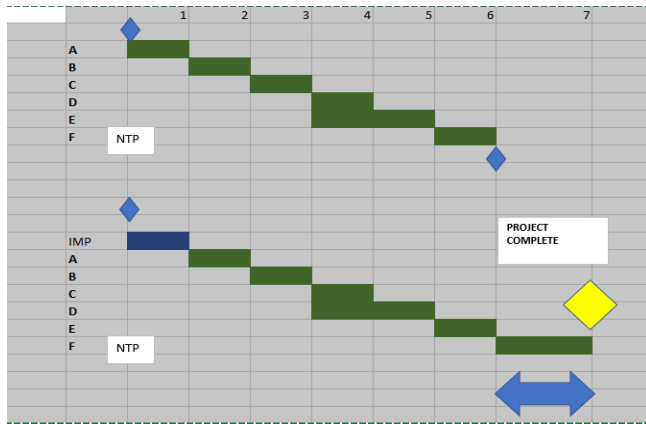 1 2 3 4 5 6 7
A
B
C
D
E
F NTP
PROJECT
COMPLETE
IMP
A
B
C
D
E
F NTP